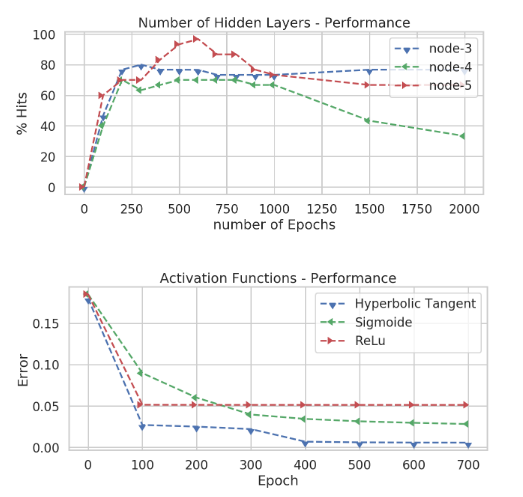 Number of Hidden Layers - Performance
100
80
60
40
20
0
% Hits
node-3
node-4
node-5
0 250 500 750 1000 1250 1500 1750 2000
number of Epochs
Activation Functions - Performance
0.15
0.10
0.05
0.00
Error
Hyperbolic Tangent
Sigmoide
ReLu
0 100 200 300 400 500 600 700
Epoch